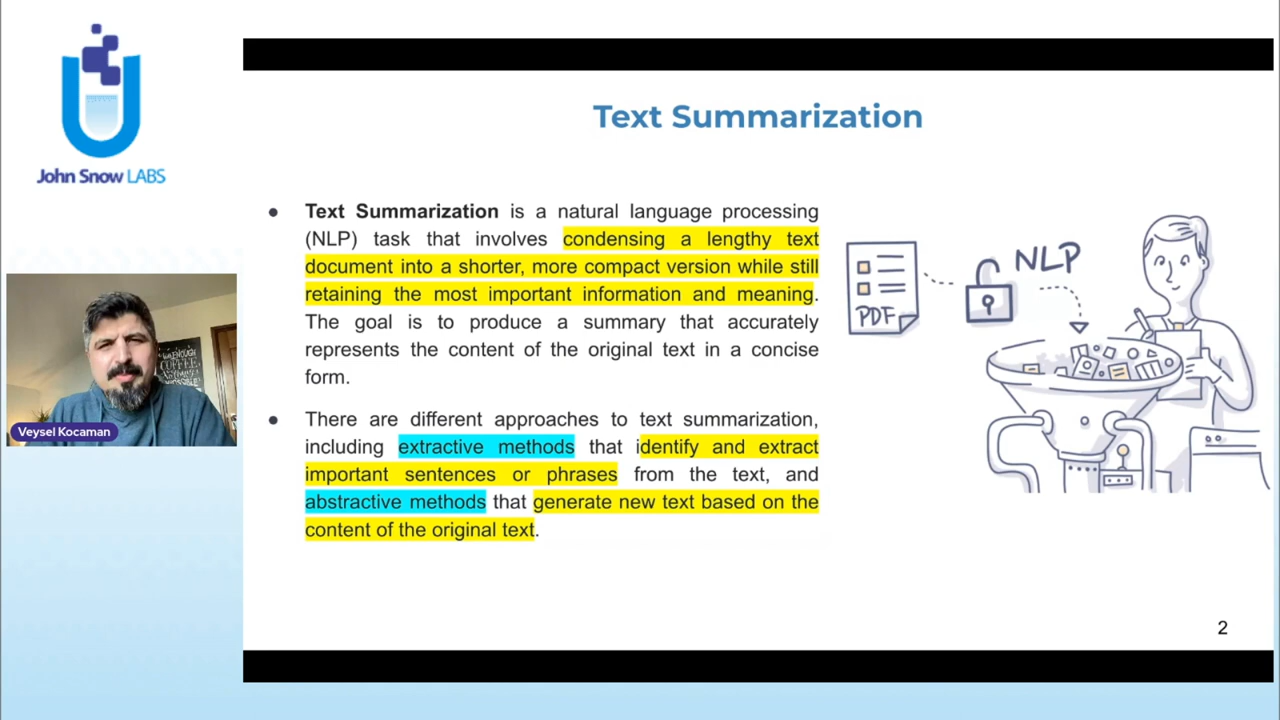 John Snow LABS
Text Summarization
● Text Summarization is a natural language processing
(NLP) task that involves condensing a lengthy text
document into a shorter, more compact version while still
retaining the most important information and meaning.
The goal is to produce a summary that accurately
represents the content of the original text in a concise
form.
● There are different approaches to text summarization,
including extractive methods that identify and extract
important sentences or phrases from the text, and
abstractive methods that generate new text based on the
content of the original text.
PDF
NLP
ENOUGH
COFFEE
Veysel Kocaman
2